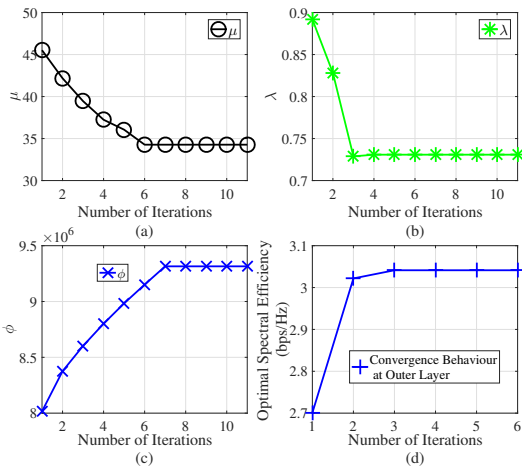 50
45
40
35
30
μ
μ
2
4
6
8
10
Number of Iterations
(a)
0.9
0.85
0.8
0.75
0.7
λ
λ
2
4
6
8
10
Number of Iterations
(b)
×10⁶
9.5
9
8.5
8
φ
ϕ
2
4
6
8
10
Number of Iterations
(c)
3.1
3
2.9
2.8
2.7
Optimal Spectral Efficiency
(bps/Hz)
Convergence Behaviour
at Outer Layer
1
2
3
4
5
6
Number of Iterations
(d)